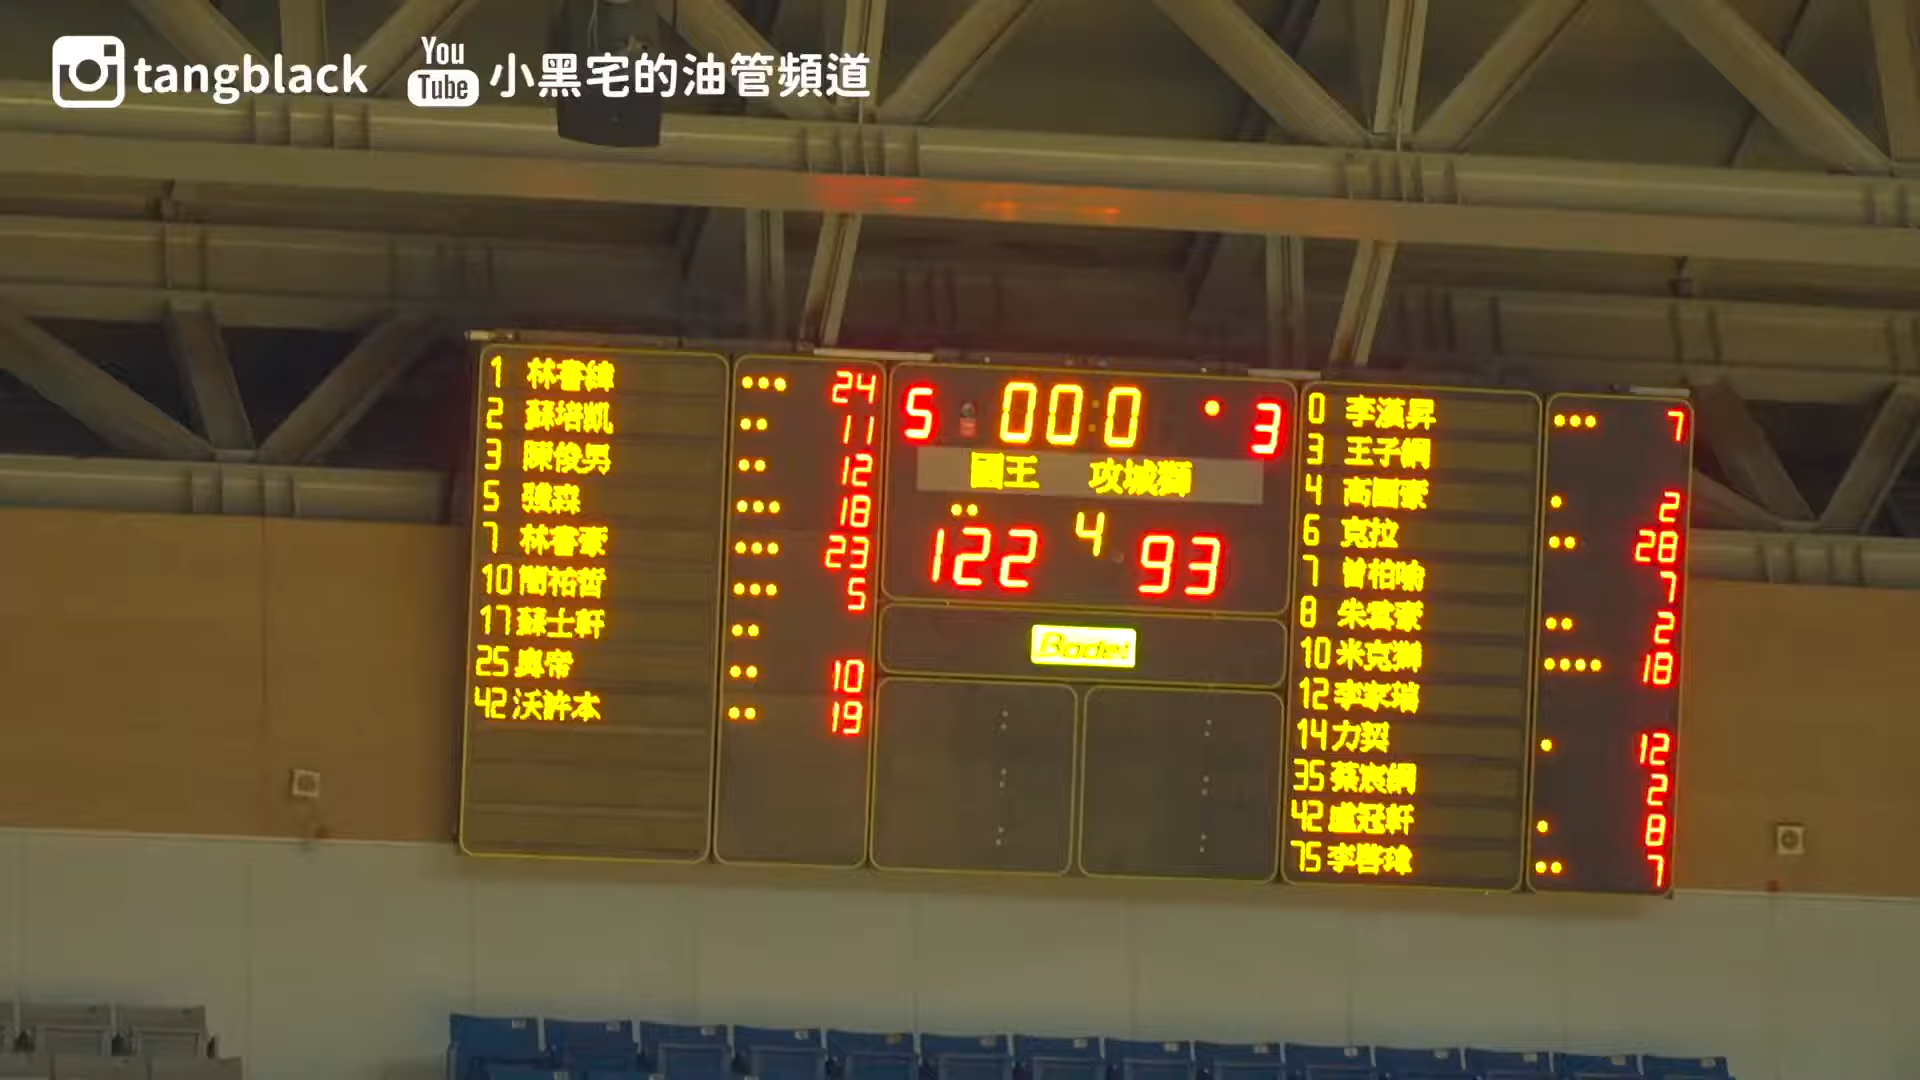 tangblack
You Tube 小黑宅的油管頻道
1 林書緯 24
2 蘇培凱 11
3 陳俊男 12
5 強森 18
7 林書豪 23
10 簡祐哲 5
17 蘇士軒
25 奧帝 10
42 沃許本 19
5 00:0 3
國王 攻城獅
122 4 93
Bodet
0 李漢昇 7
3 王子綱
4 高國豪 2
6 克拉 28
7 曾柏喻 7
8 朱雲豪 2
10 米克獅 18
12 李家瑞
14 力契 12
35 蔡宸綱 2
42 盧冠軒 8
75 李啓瑋 7